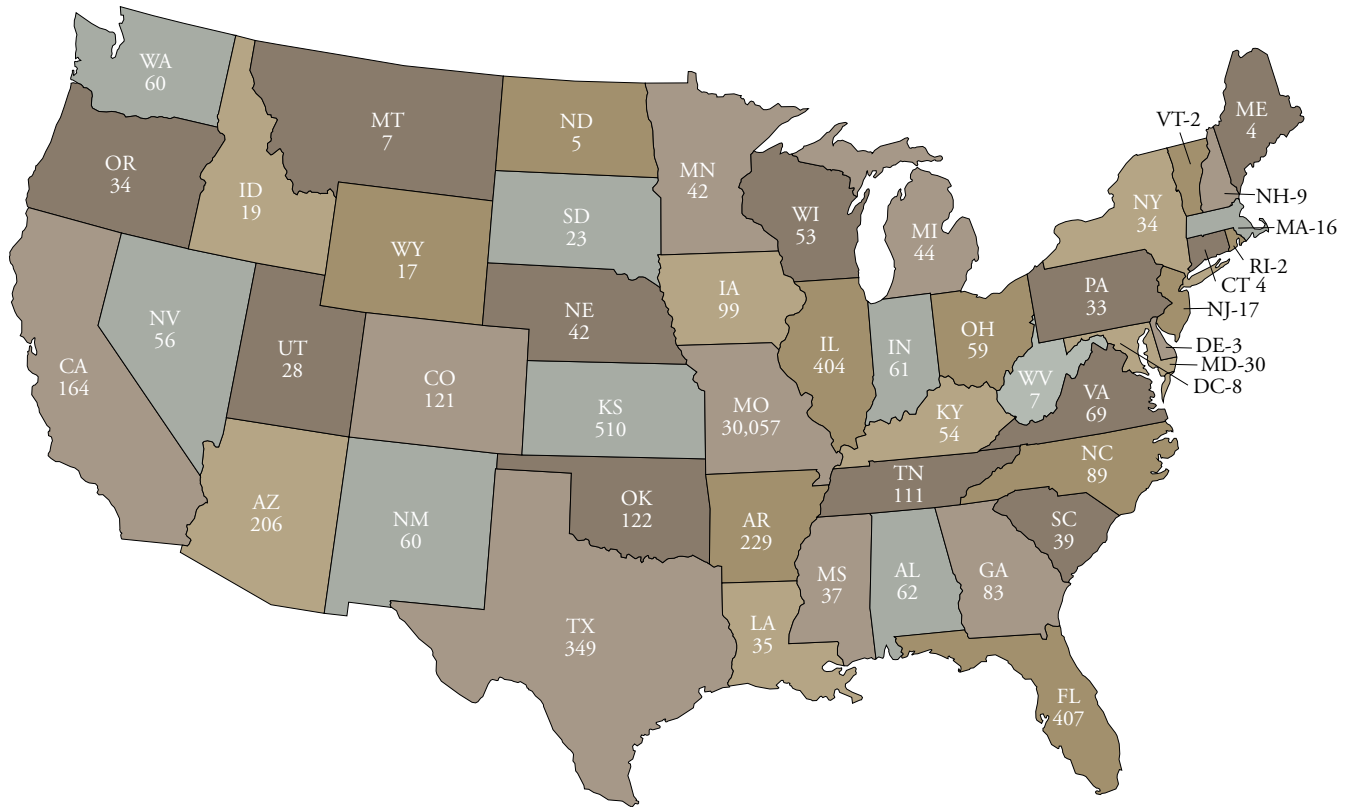 WA
60
OR
34
CA
164
NV
56
ID
19
MT
7
WY
17
UT
28
AZ
206
CO
121
NM
60
ND
5
SD
23
NE
42
KS
510
OK
122
TX
349
MN
42
IA
99
MO
30,057
AR
229
LA
35
WI
53
IL
404
MI
44
IN
61
OH
59
KY
54
TN
111
MS
37
AL
62
GA
83
FL
407
SC
39
NC
89
VA
69
WV
7
PA
33
NY
34
VT-2
ME
4
NH-9
MA-16
RI-2
CT 4
NJ-17
DE-3
MD-30
DC-8